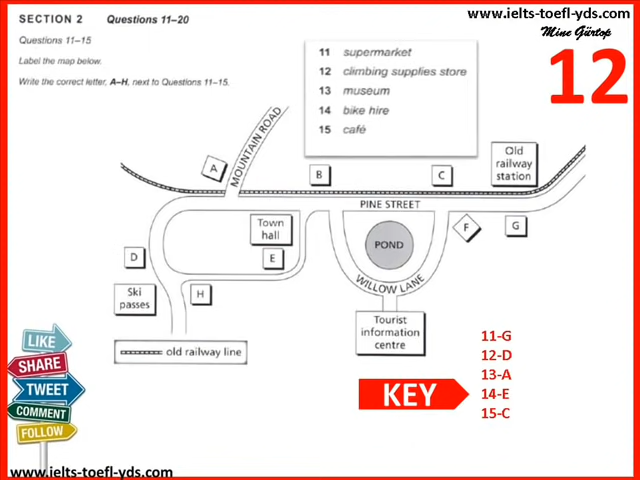 www.ielts-toefl-yds.com
Mine Gürtop
12
SECTION 2 Questions 11–20
Questions 11–15
Label the map below.
Write the correct letter, A–H, next to Questions 11–15.
11 supermarket
12 climbing supplies store
13 museum
14 bike hire
15 café
MOUNTAIN ROAD
A
B
C
Old
railway
station
PINE STREET
Town
hall
E
POND
F
G
D
WILLOW LANE
Ski
passes
H
Tourist
information
centre
old railway line
LIKE
SHARE
TWEET
COMMENT
FOLLOW
KEY
11-G
12-D
13-A
14-E
15-C
www.ielts-toefl-yds.com